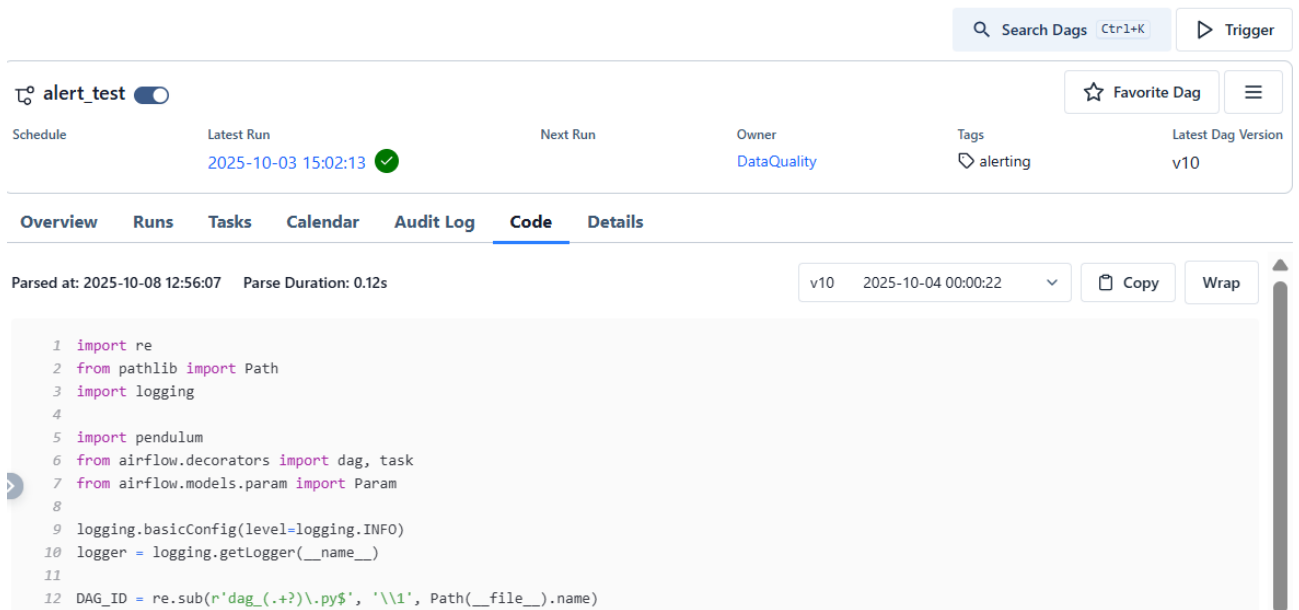 Search Dags Ctrl+K Trigger
alert_test Favorite Dag
Schedule Latest Run Next Run Owner Tags Latest Dag Version
2025-10-03 15:02:13 DataQuality alerting v10
Overview Runs Tasks Calendar Audit Log Code Details
Parsed at: 2025-10-08 12:56:07 Parse Duration: 0.12s v10 2025-10-04 00:00:22 Copy Wrap
1 import re
2 from pathlib import Path
3 import logging
4
5 import pendulum
6 from airflow.decorators import dag, task
7 from airflow.models.param import Param
8
9 logging.basicConfig(level=logging.INFO)
10 logger = logging.getLogger(__name__)
11
12 DAG_ID = re.sub(r'dag_(.+?)\.py$', '\\1', Path(__file__).name)